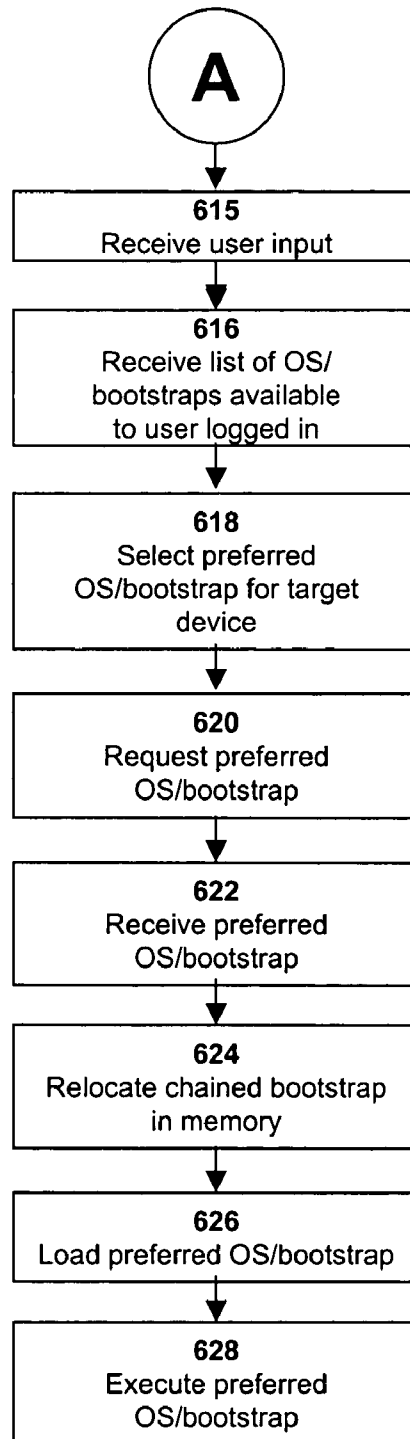 A
615
Receive user input
616
Receive list of OS/
bootstraps available
to user logged in
618
Select preferred
OS/bootstrap for target
device
620
Request preferred
OS/bootstrap
622
Receive preferred
OS/bootstrap
624
Relocate chained bootstrap
in memory
626
Load preferred OS/bootstrap
628
Execute preferred
OS/bootstrap